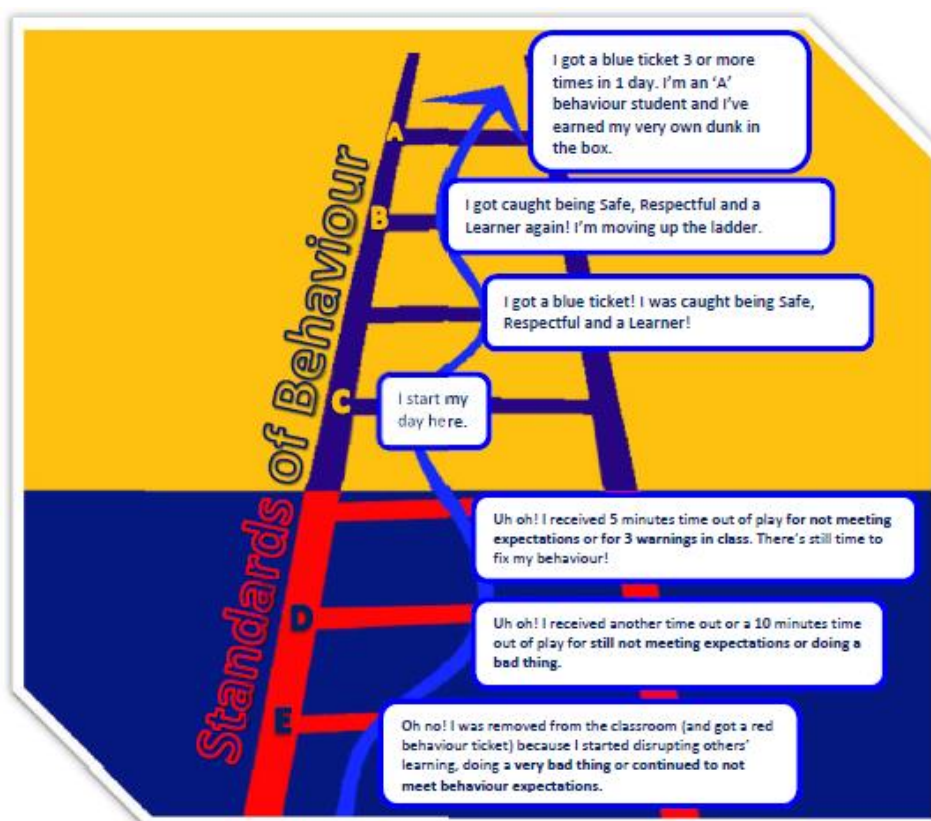 Standards of Behaviour
I got a blue ticket 3 or more
times in 1 day. I'm an 'A'
behaviour student and I've
earned my very own dunk in
the box.
A
I got caught being Safe, Respectful and a
Learner again! I'm moving up the ladder.
B
I got a blue ticket! I was caught being Safe,
Respectful and a Learner!
C
I start my
day here.
Uh oh! I received 5 minutes time out of play for not meeting
expectations or for 3 warnings in class. There's still time to
fix my behaviour!
D
Uh oh! I received another time out or a 10 minutes time
out of play for still not meeting expectations or doing a
bad thing.
E
Oh no! I was removed from the classroom (and got a red
behaviour ticket) because I started disrupting others'
learning, doing a very bad thing or continued to not
meet behaviour expectations.